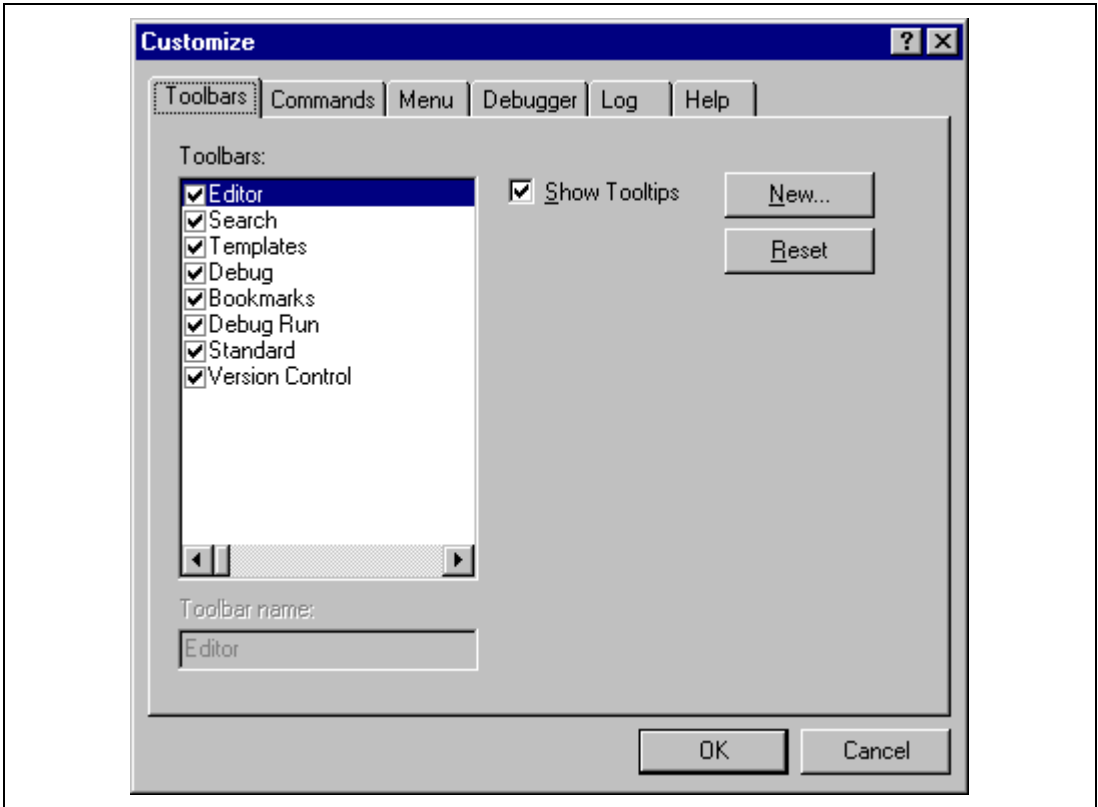 Customize
Toolbars Commands Menu Debugger Log Help
Toolbars:
Editor
Search
Templates
Debug
Bookmarks
Debug Run
Standard
Version Control
Show Tooltips
New...
Reset
Toolbar name:
Editor
OK Cancel